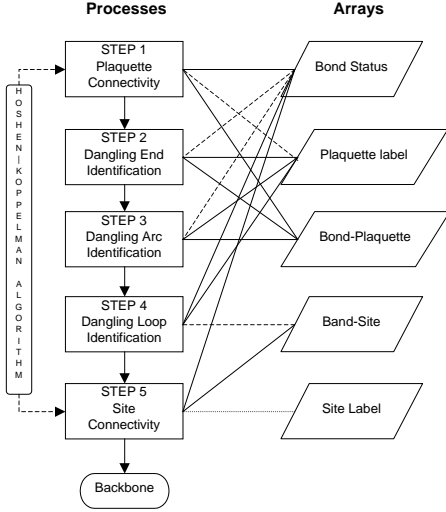 Processes
Arrays
STEP 1
Plaquette
Connectivity
Bond Status
STEP 2
Dangling End
Identification
Plaquette label
STEP 3
Dangling Arc
Identification
Bond-Plaquette
STEP 4
Dangling Loop
Identification
Band-Site
STEP 5
Site
Connectivity
Site Label
Backbone
HOSHEN/KOPPELMAN ALGORITHM